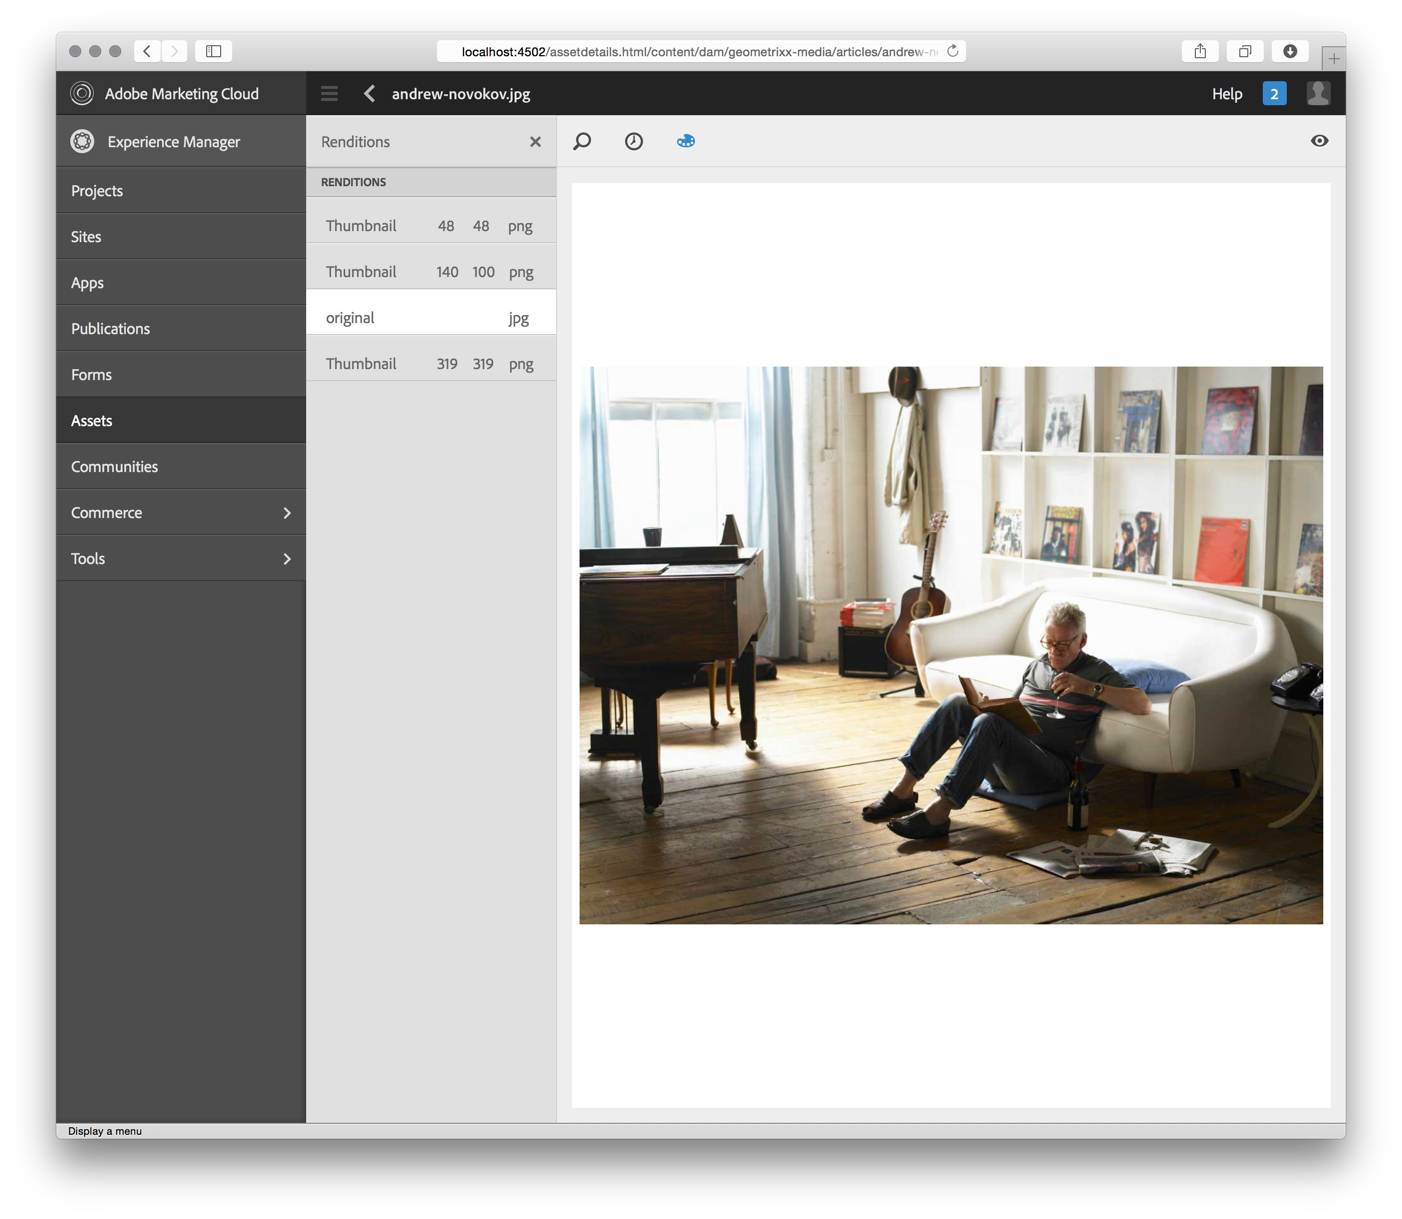 localhost:4502/assetdetails.html/content/dam/geometrixx-media/articles/andrew-n
Adobe Marketing Cloud
andrew-novokov.jpg
Help
2
Experience Manager
Renditions
RENDITIONS
Projects
Sites
Apps
Publications
Forms
Assets
Communities
Commerce
Tools
Thumbnail 48 48 png
Thumbnail 140 100 png
original jpg
Thumbnail 319 319 png
Display a menu